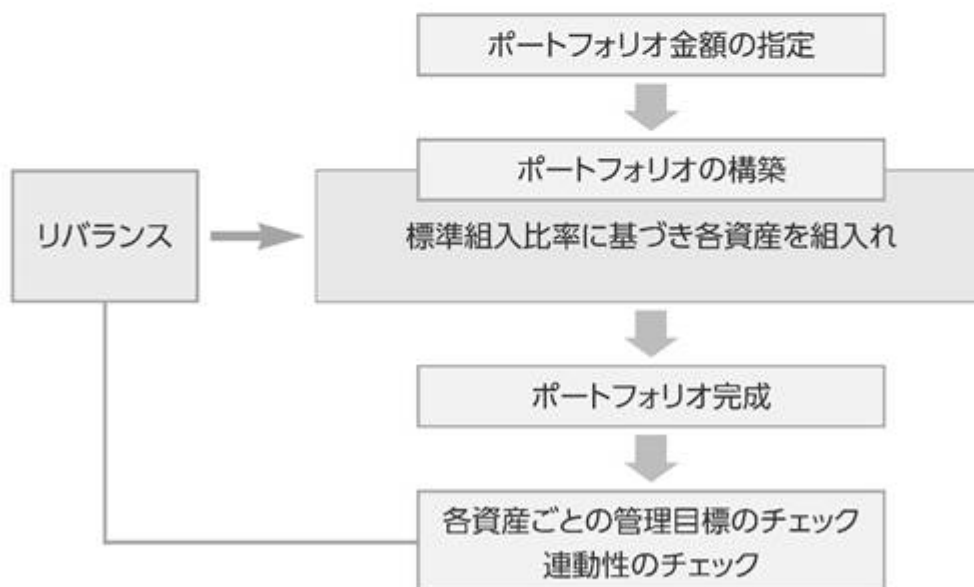 ポートフォリオ金額の指定
ポートフォリオの構築
リバランス
標準組入比率に基づき各資産を組入れ
ポートフォリオ完成
各資産ごとの管理目標のチェック
連動性のチェック